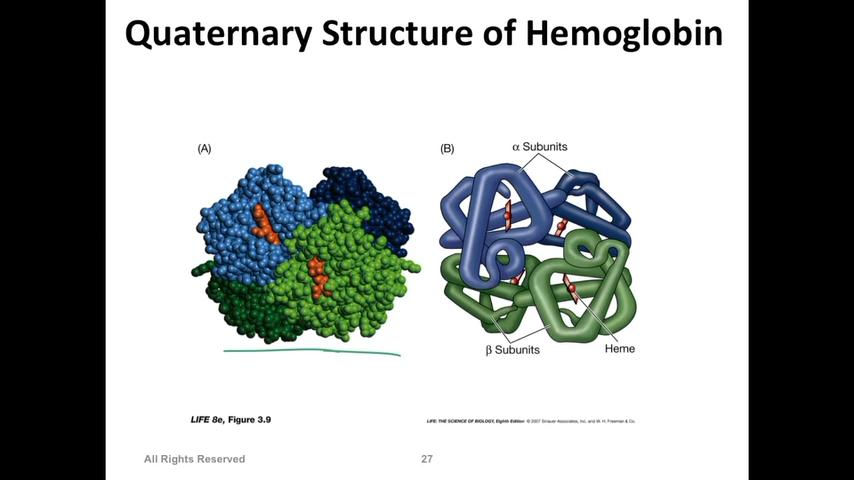 Quaternary Structure of Hemoglobin
(A)
(B)
α Subunits
β Subunits
Heme
LIFE 8e, Figure 3.9
LIFE: THE SCIENCE OF BIOLOGY, Eighth Edition © 2007 Sinauer Associates, Inc. and W. H. Freeman & Co.
All Rights Reserved
27